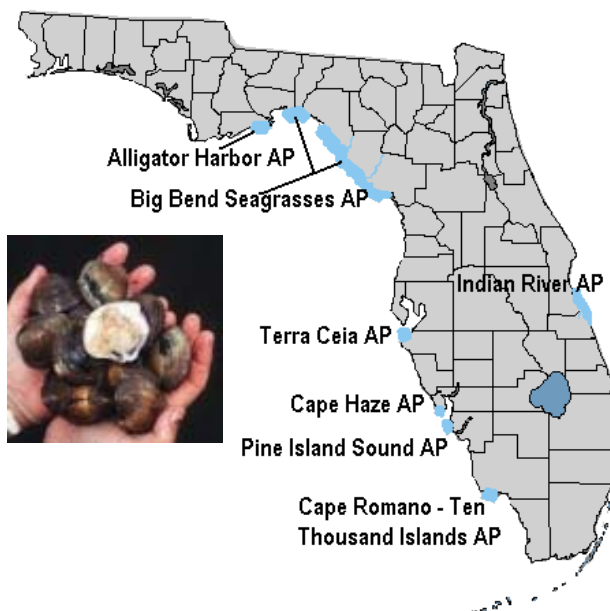 Alligator Harbor AP
Big Bend Seagrasses AP
Indian River AP
Terra Ceia AP
Cape Haze AP
Pine Island Sound AP
Cape Romano - Ten
Thousand Islands AP